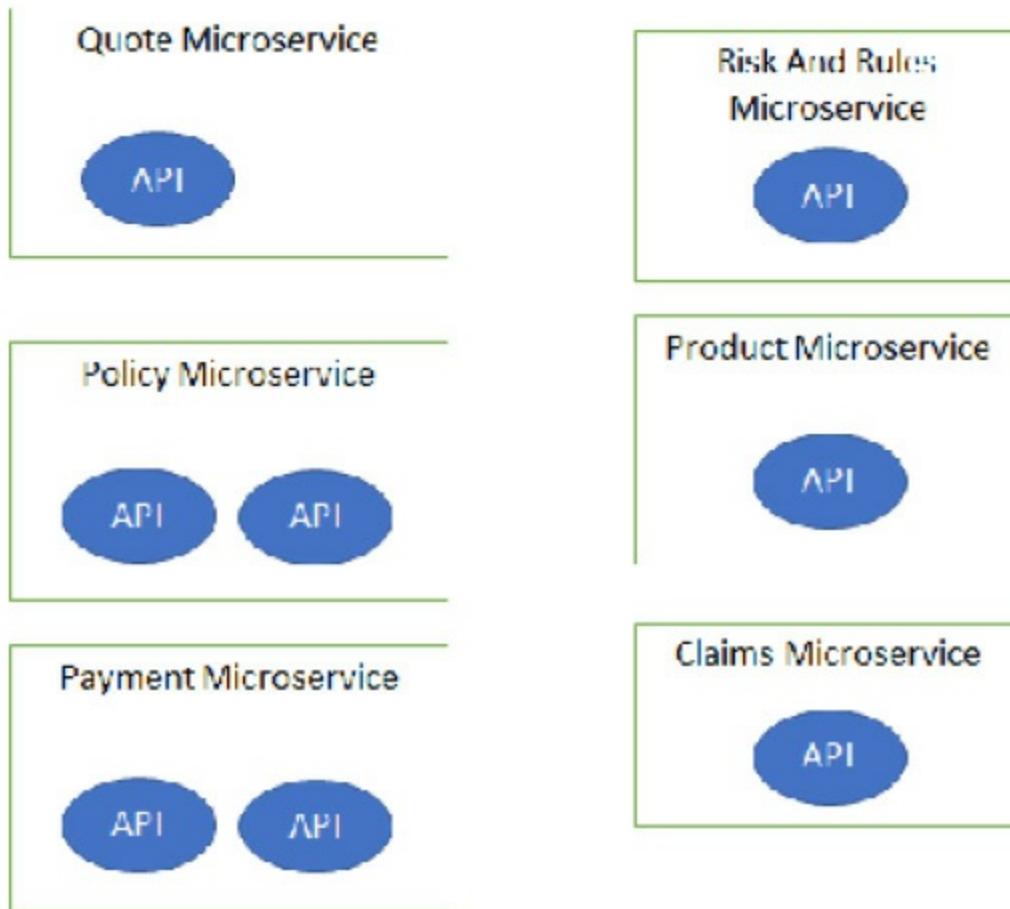 Quote Microservice
API
Policy Microservice
API API
Payment Microservice
API API
Risk And Rules
Microservice
API
Product Microservice
API
Claims Microservice
API